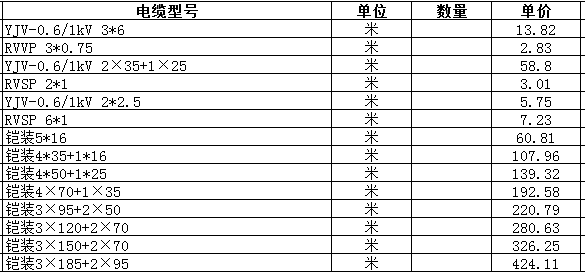 电缆型号 单位 数量 单价
YJV-0.6/1kV 3*6 米 13.82
RVVP 3*0.75 米 2.83
YJV-0.6/1kV 2×35+1×25 米 58.8
RVSP 2*1 米 3.01
YJV-0.6/1kV 2*2.5 米 5.75
RVSP 6*1 米 7.23
铠装5*16 米 60.81
铠装4*35+1*16 米 107.96
铠装4*50+1*25 米 139.32
铠装4×70+1×35 米 192.58
铠装3×95+2×50 米 220.79
铠装3×120+2×70 米 280.63
铠装3×150+2×70 米 326.25
铠装3×185+2×95 米 424.11